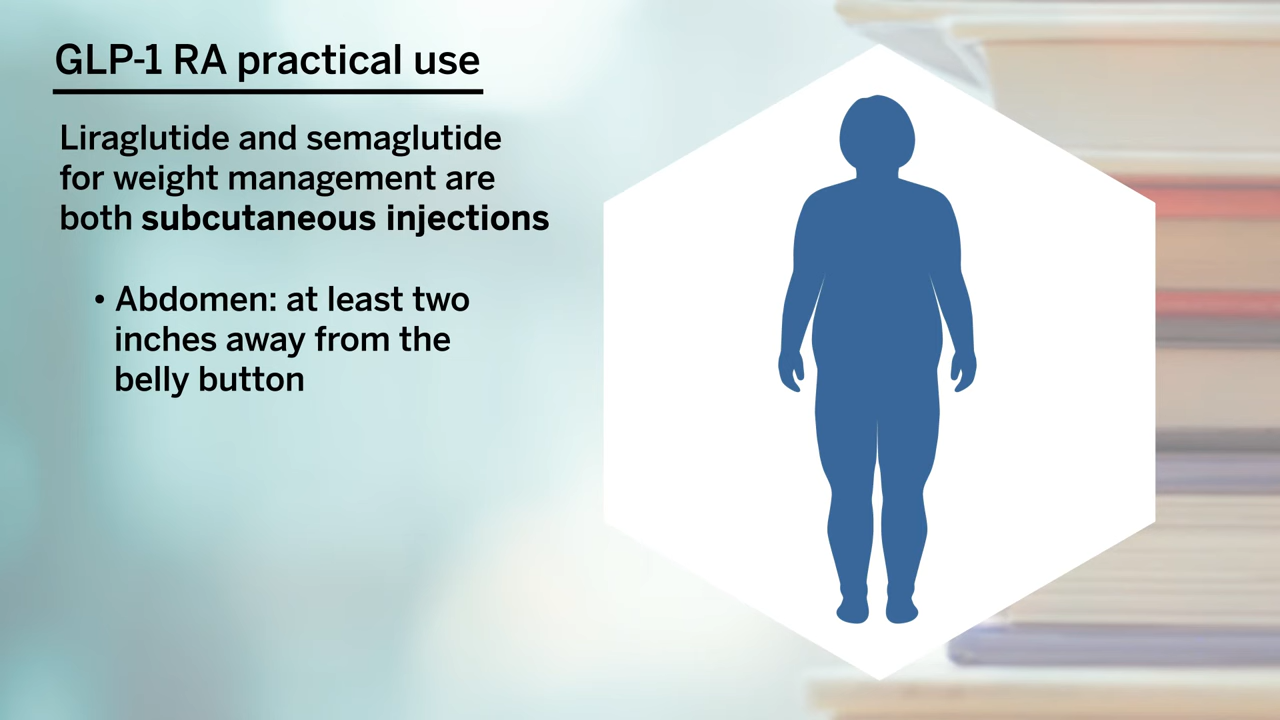 GLP-1 RA practical use
Liraglutide and semaglutide
for weight management are
both subcutaneous injections
• Abdomen: at least two
inches away from the
belly button